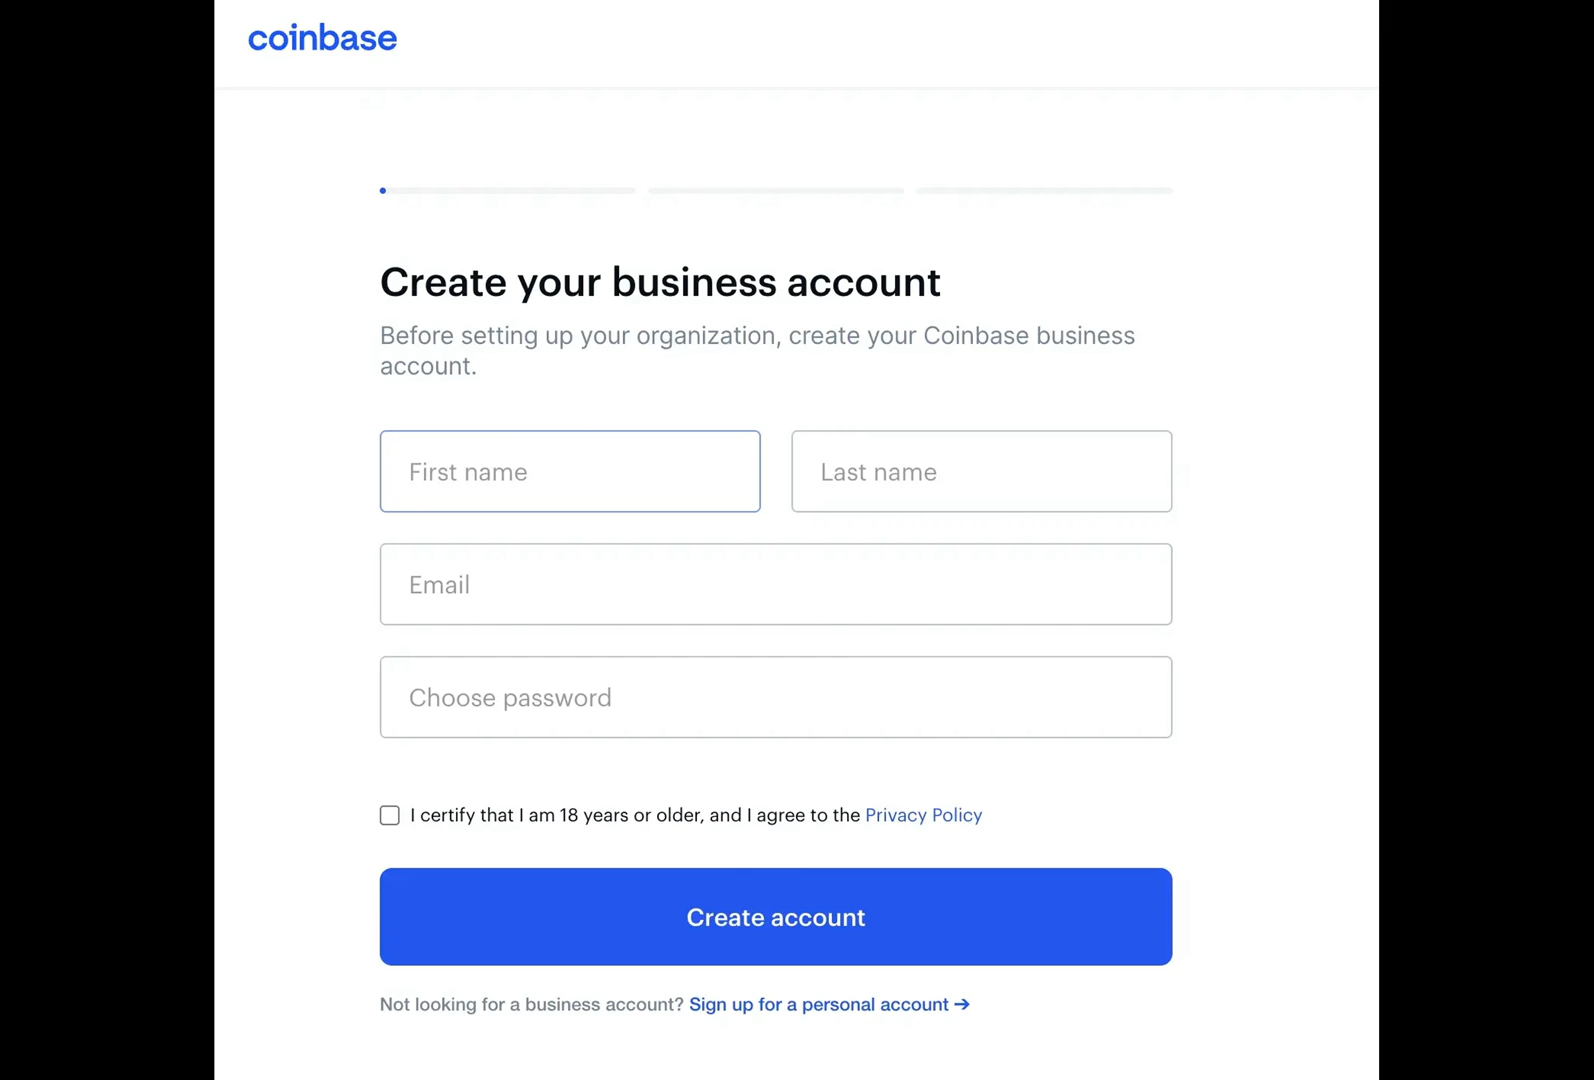 coinbase
Create your business account
Before setting up your organization, create your Coinbase business
account.
First name
Last name
Email
Choose password
I certify that I am 18 years or older, and I agree to the Privacy Policy
Create account
Not looking for a business account? Sign up for a personal account →